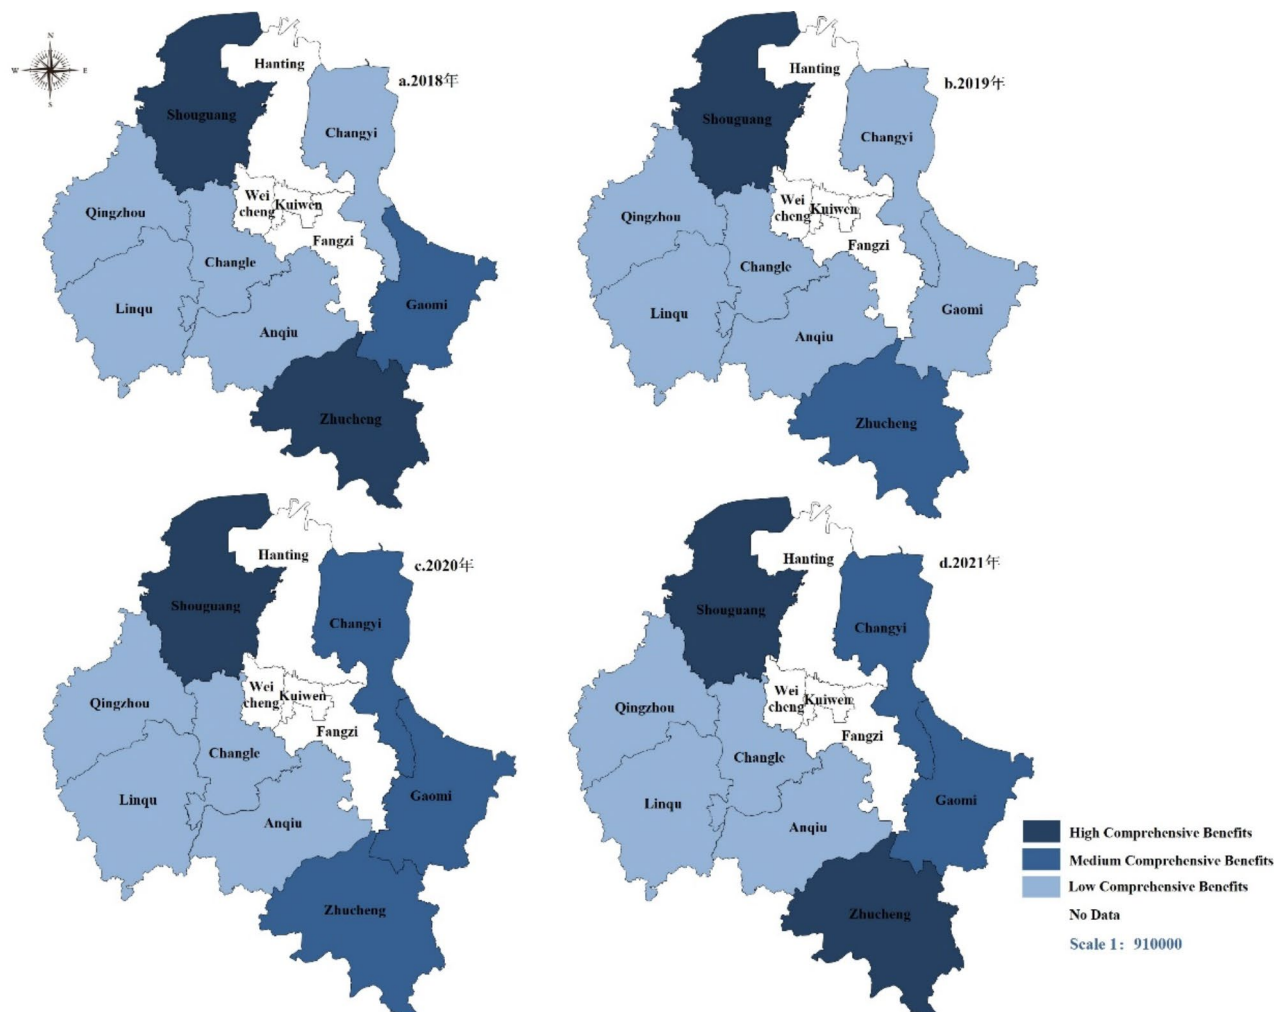 N
W
E
S
Hanting
a.2018年
Shouguang
Changyi
Wei
cheng
Kuiwen
Qingzhou
Fangzi
Changle
Linqu
Gaomi
Anqiu
Zhucheng
Hanting
b.2019年
Shouguang
Changyi
Wei
cheng
Kuiwen
Qingzhou
Fangzi
Changle
Linqu
Gaomi
Anqiu
Zhucheng
Hanting
c.2020年
Shouguang
Changyi
Wei
cheng
Kuiwen
Qingzhou
Fangzi
Changle
Linqu
Gaomi
Anqiu
Zhucheng
Hanting
d.2021年
Shouguang
Changyi
Wei
cheng
Kuiwen
Qingzhou
Fangzi
Changle
Linqu
Gaomi
Anqiu
Zhucheng
High Comprehensive Benefits
Medium Comprehensive Benefits
Low Comprehensive Benefits
No Data
Scale 1：910000